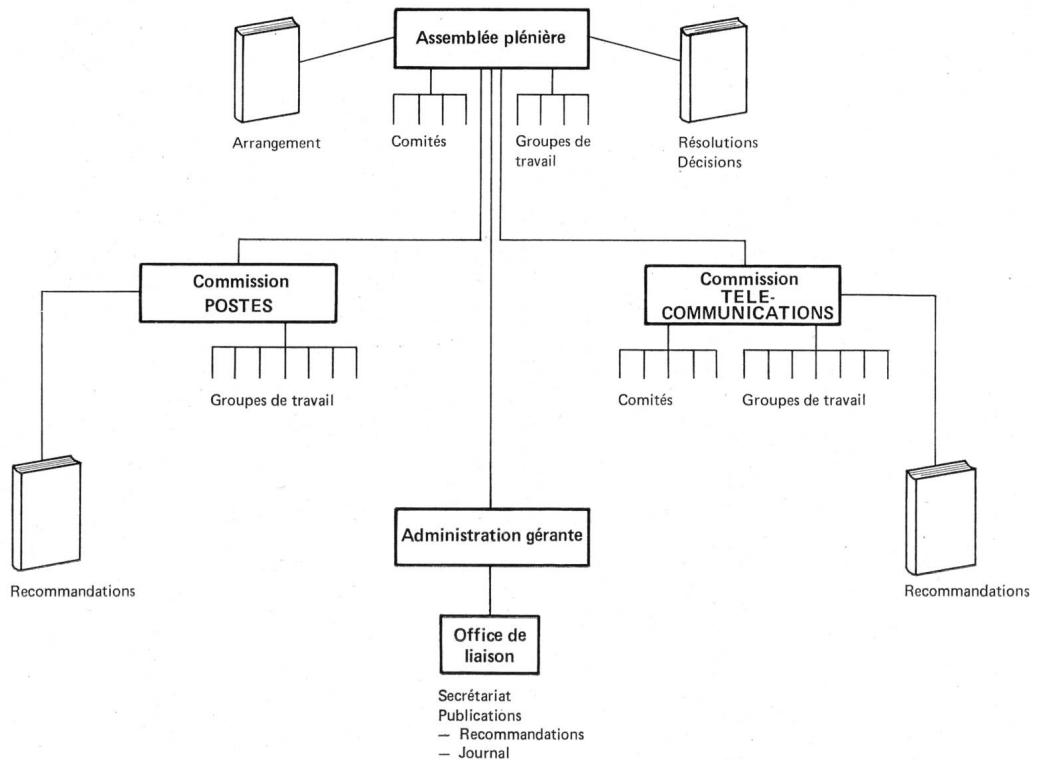 Assemblée plénière
Arrangement
Comités
Groupes de
travail
Résolutions
Décisions
Commission
POSTES
Groupes de travail
Commission
TELE-
COMMUNICATIONS
Comités
Groupes de travail
Recommandations
Administration gérante
Recommandations
Office de
liaison
Secrétariat
Publications
— Recommandations
— Journal